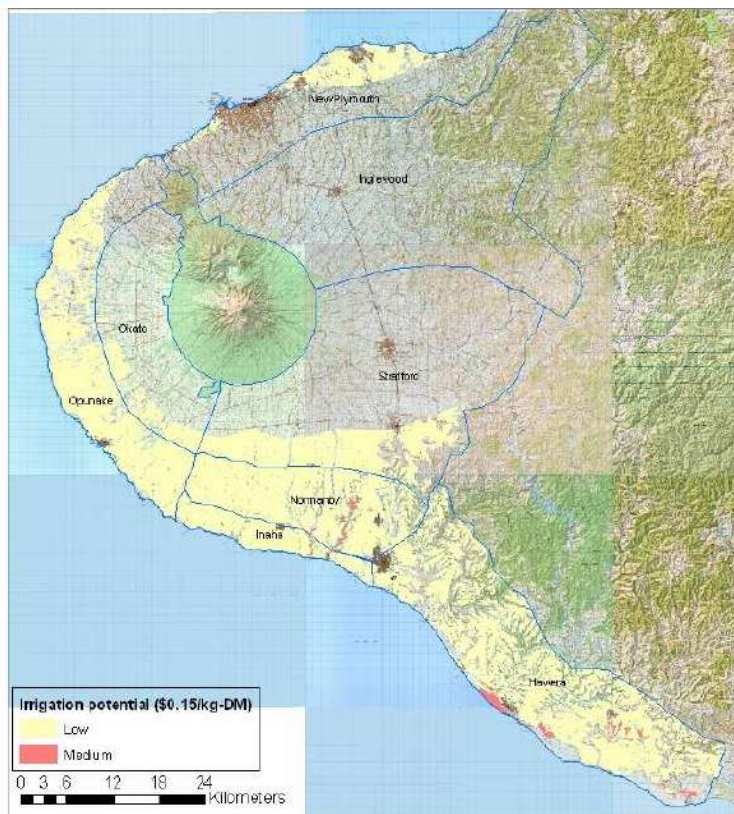 New Plymouth
Inglewood
Okato
Stratford
Opunake
Normanby
Inaha
Hawera
Irrigation potential ($0.15/kg-DM)
Low
Medium
0 3 6 12 18 24
Kilometers